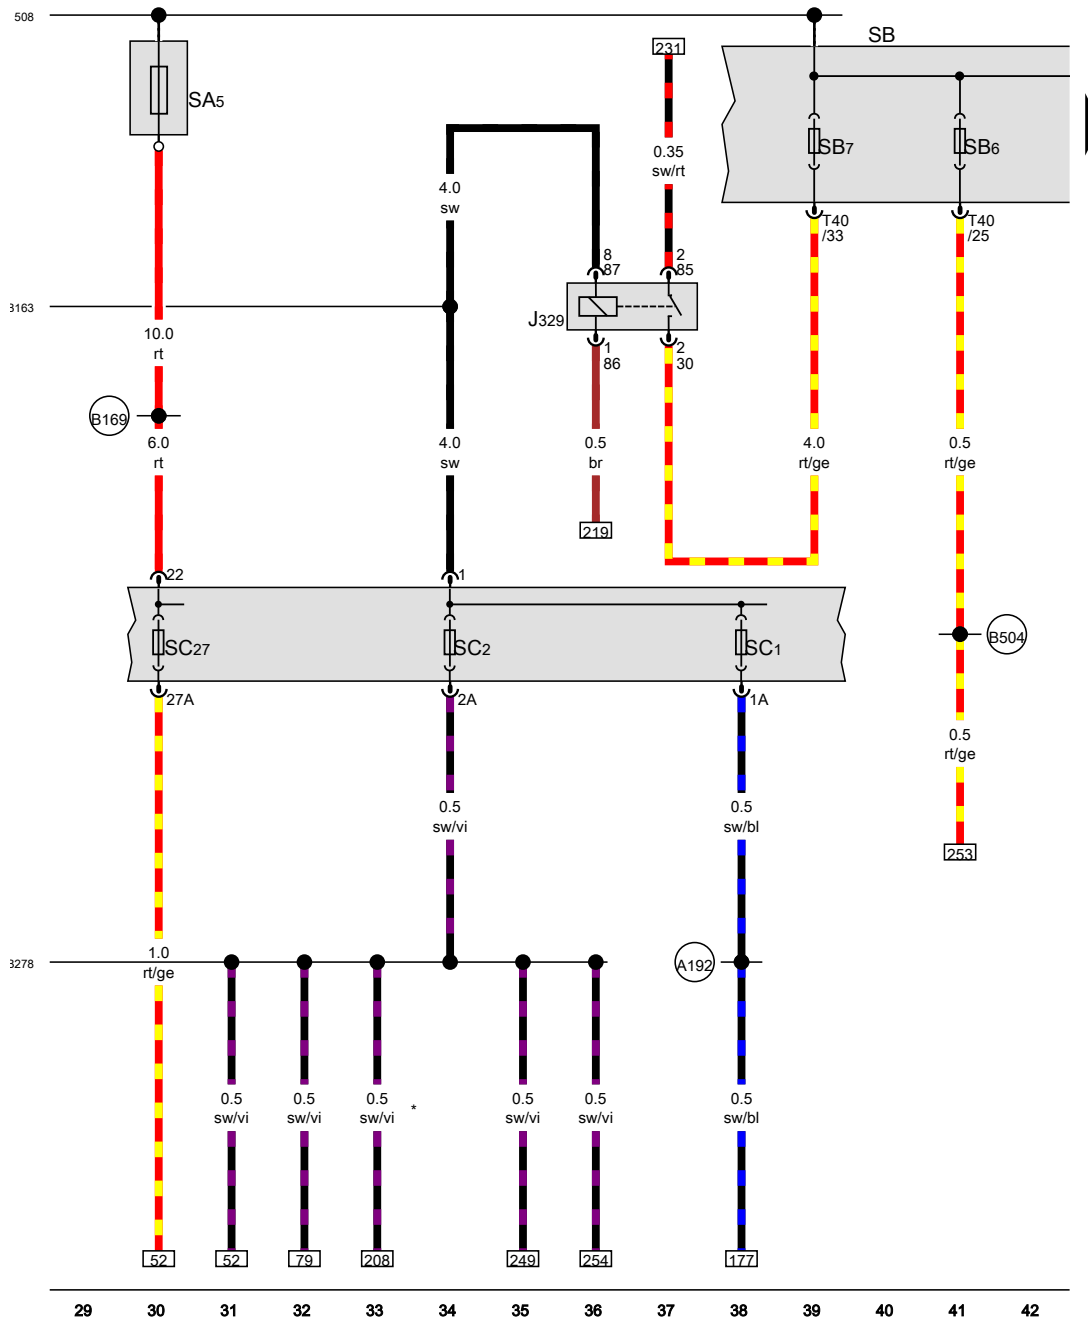 508
SB
231
SA5
SB7
SB6
0.35
sw/rt
4.0
sw
T40
/33
T40
/25
8
87
2
85
3163
J329
10.0
rt
1
86
2
30
B169
6.0
rt
4.0
sw
0.5
br
4.0
rt/ge
0.5
rt/ge
219
22
1
SC27
SC2
SC1
B504
27A
2A
1A
0.5
rt/ge
0.5
sw/vi
0.5
sw/bl
253
1.0
rt/ge
3278
A192
0.5
sw/vi
0.5
sw/vi
0.5
sw/vi
*
0.5
sw/vi
0.5
sw/vi
0.5
sw/bl
52
52
79
208
249
254
177
29 30 31 32 33 34 35 36 37 38 39 40 41 42